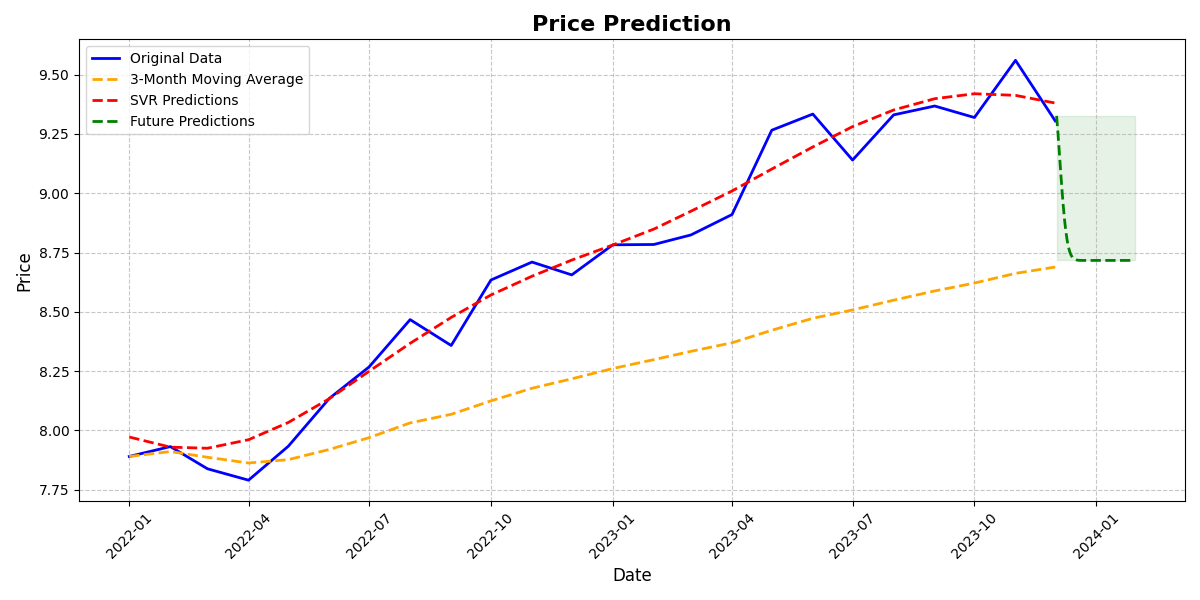 Price Prediction
Original Data
3-Month Moving Average
SVR Predictions
Future Predictions
Price
9.50
9.25
9.00
8.75
8.50
8.25
8.00
7.75
2022-01
2022-04
2022-07
2022-10
2023-01
2023-04
2023-07
2023-10
2024-01
Date